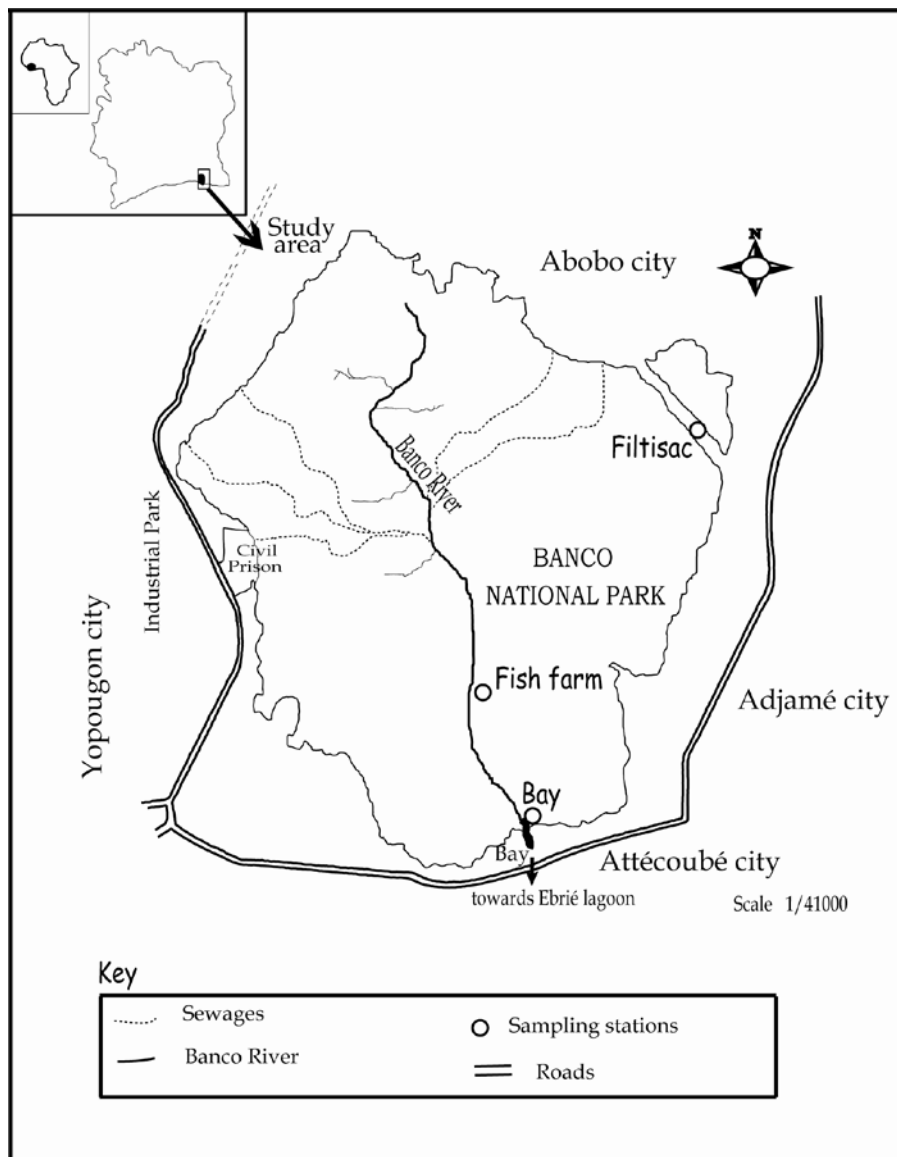 Study
area
Abobo city
N
Filtisac
Banco River
Industrial Park
Civil
Prison
BANCO
NATIONAL PARK
Yopougon city
Fish farm
Adjamé city
Bay
Bay
Attécoubé city
towards Ebrié lagoon
Scale 1/41000
Key
Sewages
Sampling stations
Banco River
Roads